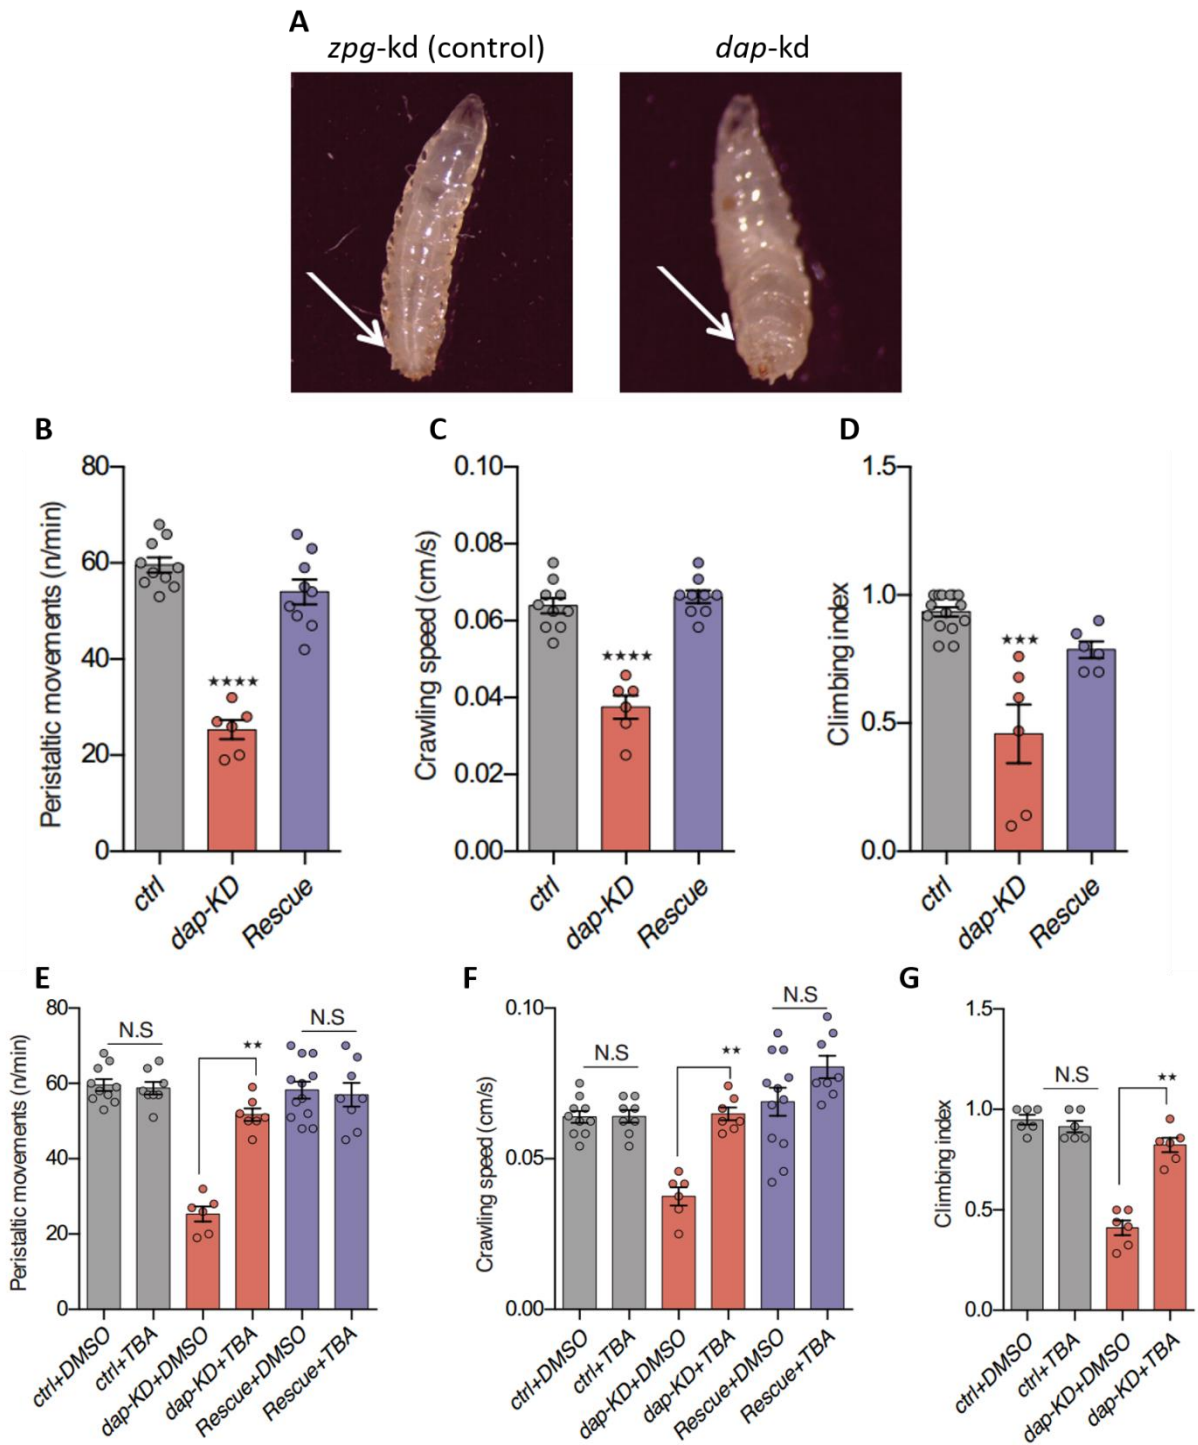 A
zpg-kd (control)
dap-kd
B
C
D
Peristaltic movements (n/min)
80
60
40
20
0
★★★★
ctrl
dap-KD
Rescue
Crawling speed (cm/s)
0.10
0.08
0.06
0.04
0.02
0.00
★★★★
ctrl
dap-KD
Rescue
Climbing index
1.5
1.0
0.5
0.0
★★★
ctrl
dap-KD
Rescue
E
F
G
Peristaltic movements (n/min)
80
60
40
20
0
N.S
★★
N.S
ctrl+DMSO
ctrl+TBA
dap-KD+DMSO
dap-KD+TBA
Rescue+DMSO
Rescue+TBA
Crawling speed (cm/s)
0.10
0.05
0.00
N.S
★★
N.S
ctrl+DMSO
ctrl+TBA
dap-KD+DMSO
dap-KD+TBA
Rescue+DMSO
Rescue+TBA
Climbing index
1.5
1.0
0.5
0.0
N.S
★★
ctrl+DMSO
ctrl+TBA
dap-KD+DMSO
dap-KD+TBA